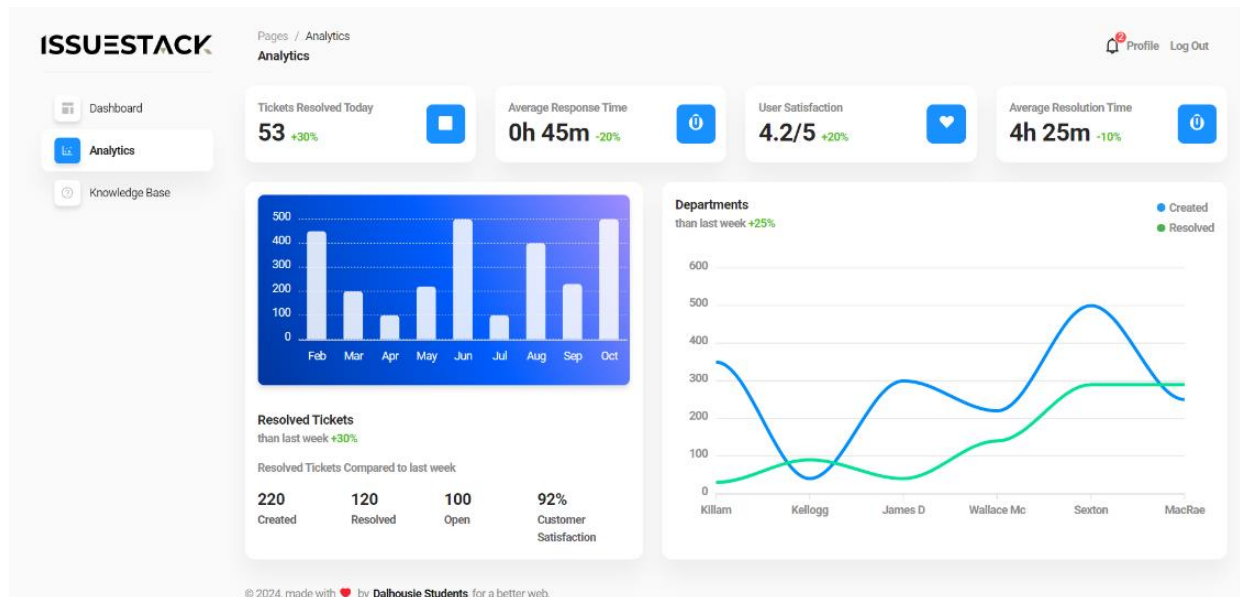 ISSUESTACK
Pages / Analytics
Analytics
2
Profile Log Out
Dashboard
Analytics
Knowledge Base
Tickets Resolved Today
53 +30%
Average Response Time
0h 45m -20%
User Satisfaction
4.2/5 +20%
Average Resolution Time
4h 25m -10%
500
400
300
200
100
0
Feb Mar Apr May Jun Jul Aug Sep Oct
Resolved Tickets
than last week +30%
Resolved Tickets Compared to last week
220 120 100 92%
Created Resolved Open Customer
Satisfaction
Departments
than last week +25%
Created
Resolved
600
500
400
300
200
100
0
Killam Kellogg James D Wallace Mc Sexton MacRae
© 2024, made with ❤ by Dalhousie Students for a better web.